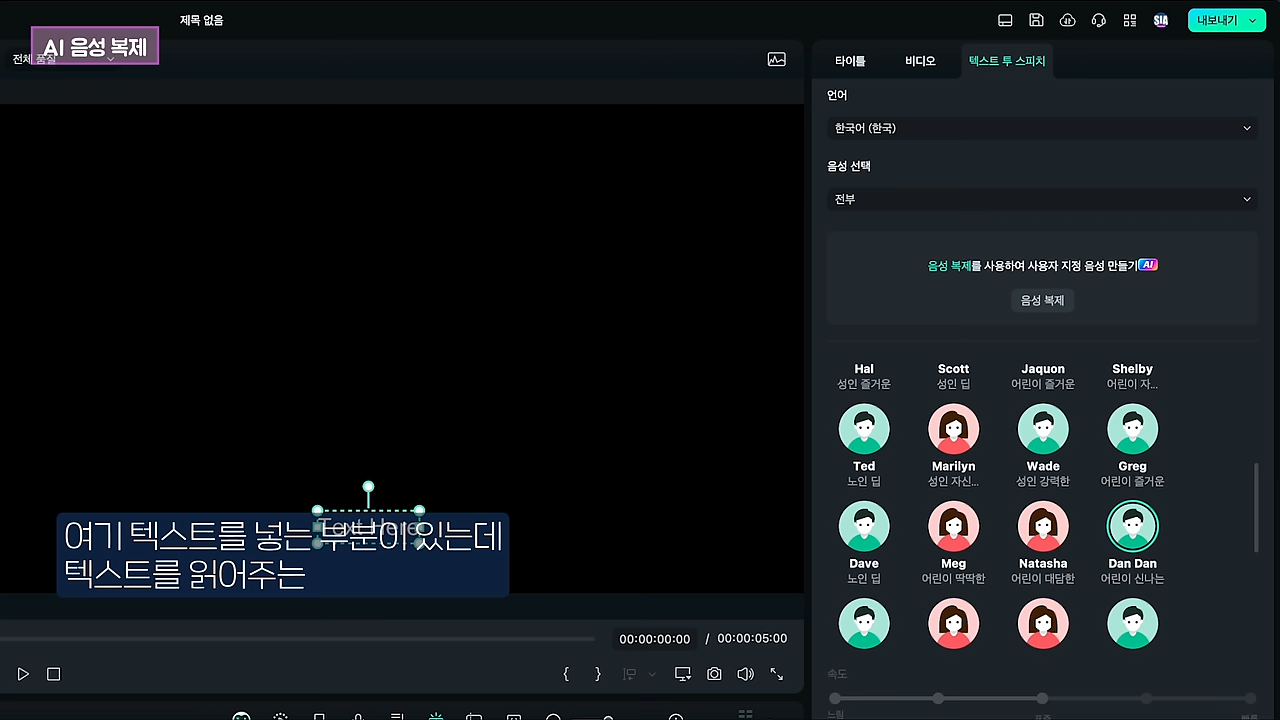 제목 없음
SIA
내보내기
AI 음성 복제
전체 품질
타이틀
비디오
텍스트 투 스피치
언어
한국어 (한국)
음성 선택
전부
음성 복제를 사용하여 사용자 지정 음성 만들기 AI
음성 복제
Hal Scott Jaquon Shelby
성인 즐거운 성인 딥 어린이 즐거운 어린이 자...
Ted Marilyn Wade Greg
노인 딥 성인 자신... 성인 강력한 어린이 즐거운
Dave Meg Natasha Dan Dan
노인 딥 어린이 딱딱한 어린이 대담한 어린이 신나는
Text Here
여기 텍스트를 넣는 부분이 있는데
텍스트를 읽어주는
00:00:00:00 / 00:00:05:00
속도
느림